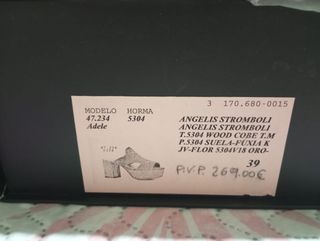 3 170.680-0015
MODELO HORMA
47.234 5304
Adele
ANGELIS STROMBOLI
ANGELIS STROMBOLI
T.5304 WOOD COBE T.M
P.5304 SUELA-FUXIA K
JV-FLOR 5304V18 ORO-
39
P.V.P. 269.00€